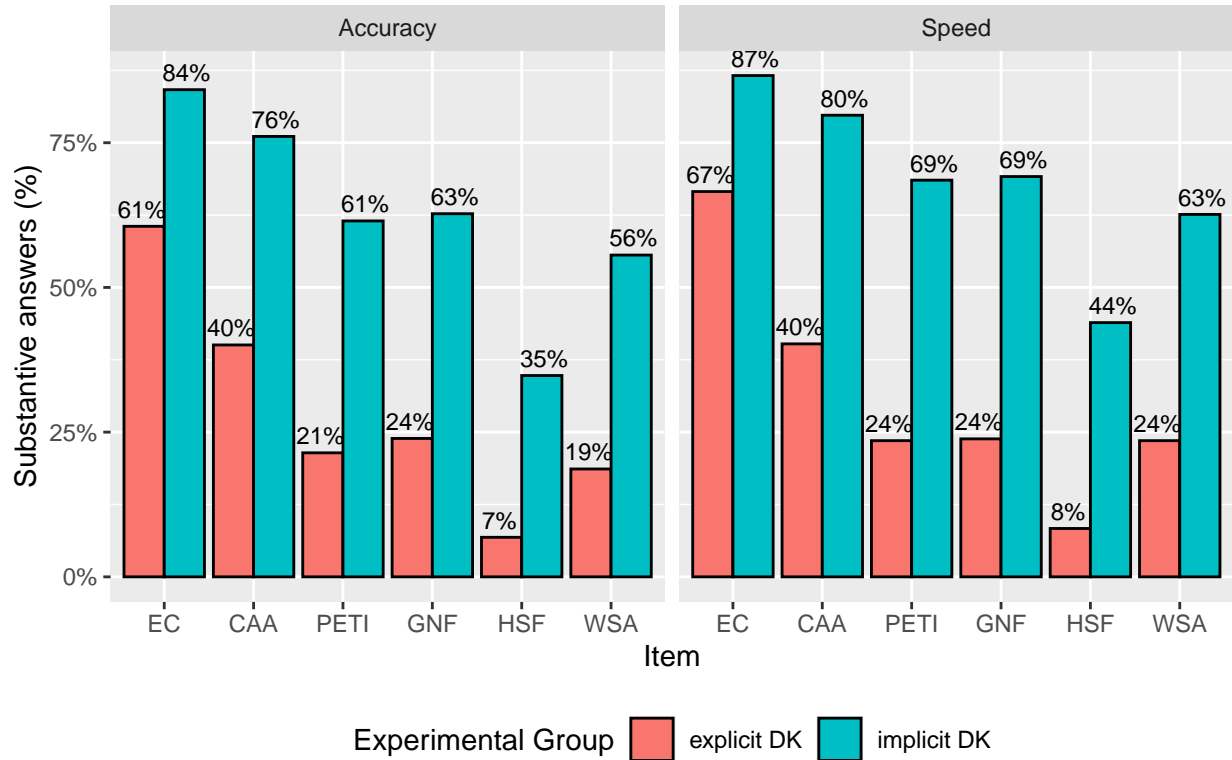 Accuracy
Speed
Substantive answers (%)
75%
50%
25%
0%
61% 84% 40% 76% 21% 61% 24% 63% 7% 35% 19% 56%
67% 87% 40% 80% 24% 69% 24% 69% 8% 44% 24% 63%
EC CAA PETI GNF HSF WSA
EC CAA PETI GNF HSF WSA
Item
Experimental Group explicit DK implicit DK